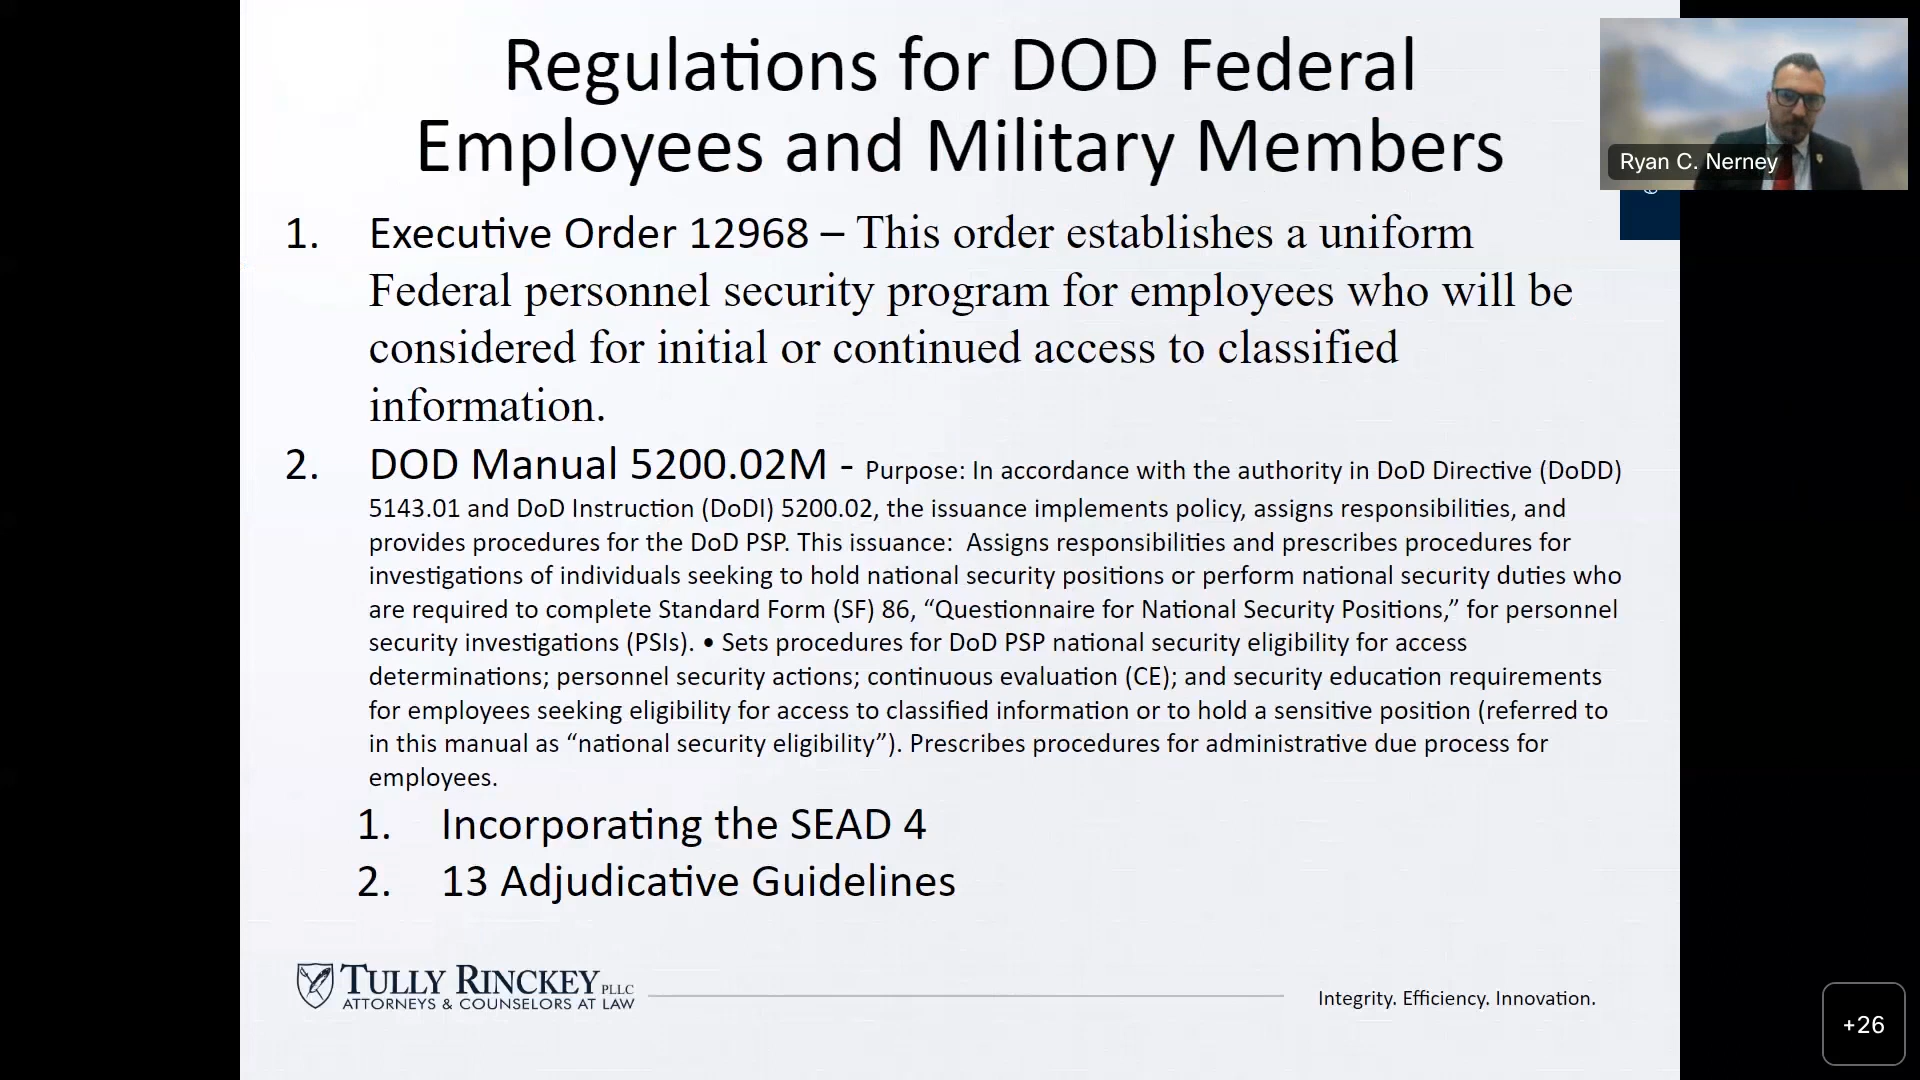 Regulations for DOD Federal
Employees and Military Members
Ryan C. Nerney
1. Executive Order 12968 – This order establishes a uniform
Federal personnel security program for employees who will be
considered for initial or continued access to classified
information.
2. DOD Manual 5200.02M - Purpose: In accordance with the authority in DoD Directive (DoDD)
5143.01 and DoD Instruction (DoDI) 5200.02, the issuance implements policy, assigns responsibilities, and
provides procedures for the DoD PSP. This issuance:  Assigns responsibilities and prescribes procedures for
investigations of individuals seeking to hold national security positions or perform national security duties who
are required to complete Standard Form (SF) 86, “Questionnaire for National Security Positions,” for personnel
security investigations (PSIs). • Sets procedures for DoD PSP national security eligibility for access
determinations; personnel security actions; continuous evaluation (CE); and security education requirements
for employees seeking eligibility for access to classified information or to hold a sensitive position (referred to
in this manual as “national security eligibility”). Prescribes procedures for administrative due process for
employees.
1. Incorporating the SEAD 4
2. 13 Adjudicative Guidelines
TULLY RINCKEY PLLC
ATTORNEYS & COUNSELORS AT LAW
Integrity. Efficiency. Innovation.
+26